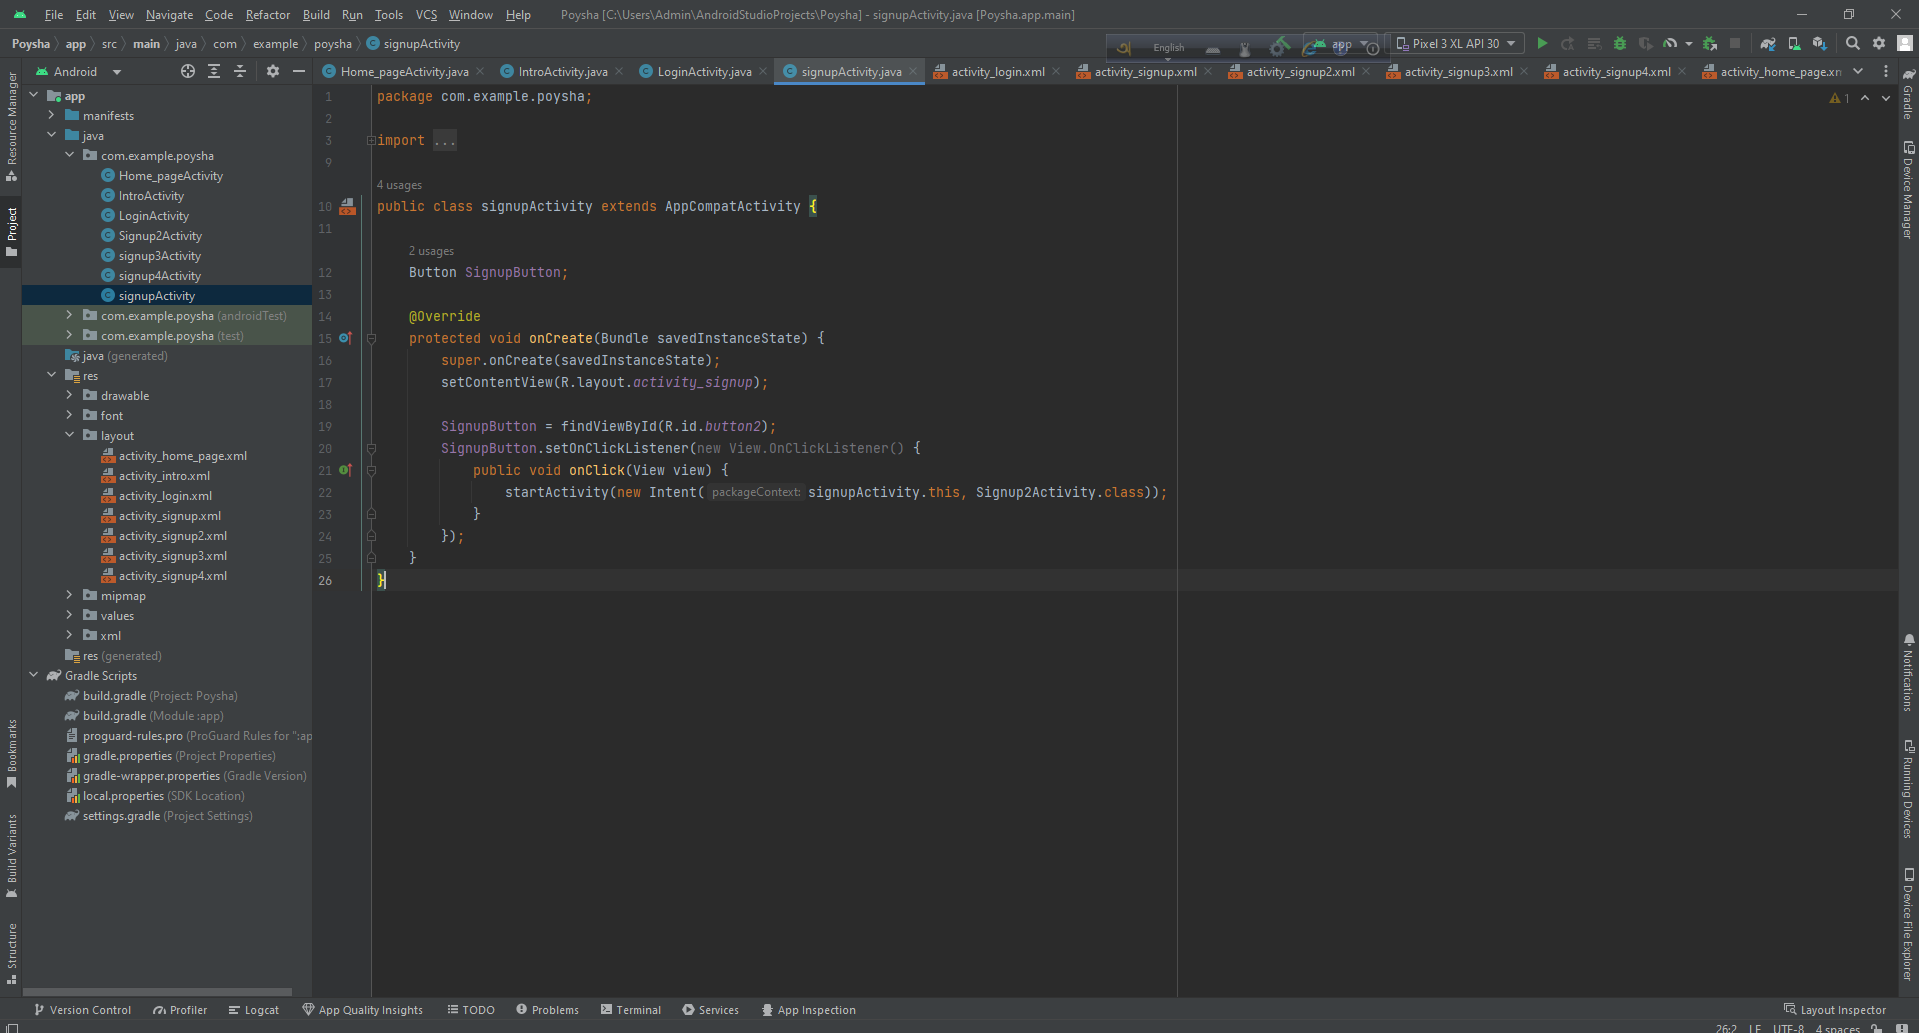 File Edit View Navigate Code Refactor Build Run Tools VCS Window Help Poysha [C:\Users\Admin\AndroidStudioProjects\Poysha] - signupActivity.java [Poysha.app.main]
Poysha app src main java com example poysha signupActivity English app Pixel 3 XL API 30
Android Home_pageActivity.java IntroActivity.java LoginActivity.java signupActivity.java activity_login.xml activity_signup.xml activity_signup2.xml activity_signup3.xml activity_signup4.xml activity_home_page.xm
Resource Manager
Project
Bookmarks
Build Variants
Structure
app
manifests
java
com.example.poysha
Home_pageActivity
IntroActivity
LoginActivity
Signup2Activity
signup3Activity
signup4Activity
signupActivity
com.example.poysha (androidTest)
com.example.poysha (test)
java (generated)
res
drawable
font
layout
activity_home_page.xml
activity_intro.xml
activity_login.xml
activity_signup.xml
activity_signup2.xml
activity_signup3.xml
activity_signup4.xml
mipmap
values
xml
res (generated)
Gradle Scripts
build.gradle (Project: Poysha)
build.gradle (Module :app)
proguard-rules.pro (ProGuard Rules for ":ap
gradle.properties (Project Properties)
gradle-wrapper.properties (Gradle Version)
local.properties (SDK Location)
settings.gradle (Project Settings)
1 package com.example.poysha; 1
2
3 import ...
9
4 usages
10 public class signupActivity extends AppCompatActivity {
11
2 usages
12 Button SignupButton;
13
14 @Override
15 protected void onCreate(Bundle savedInstanceState) {
16 super.onCreate(savedInstanceState);
17 setContentView(R.layout.activity_signup);
18
19 SignupButton = findViewById(R.id.button2);
20 SignupButton.setOnClickListener(new View.OnClickListener() {
21 public void onClick(View view) {
22 startActivity(new Intent( packageContext: signupActivity.this, Signup2Activity.class));
23 }
24 });
25 }
26 }
Gradle
Device Manager
Notifications
Running Devices
Device File Explorer
Version Control Profiler Logcat App Quality Insights TODO Problems Terminal Services App Inspection Layout Inspector
26:2 LF UTF-8 4 spaces